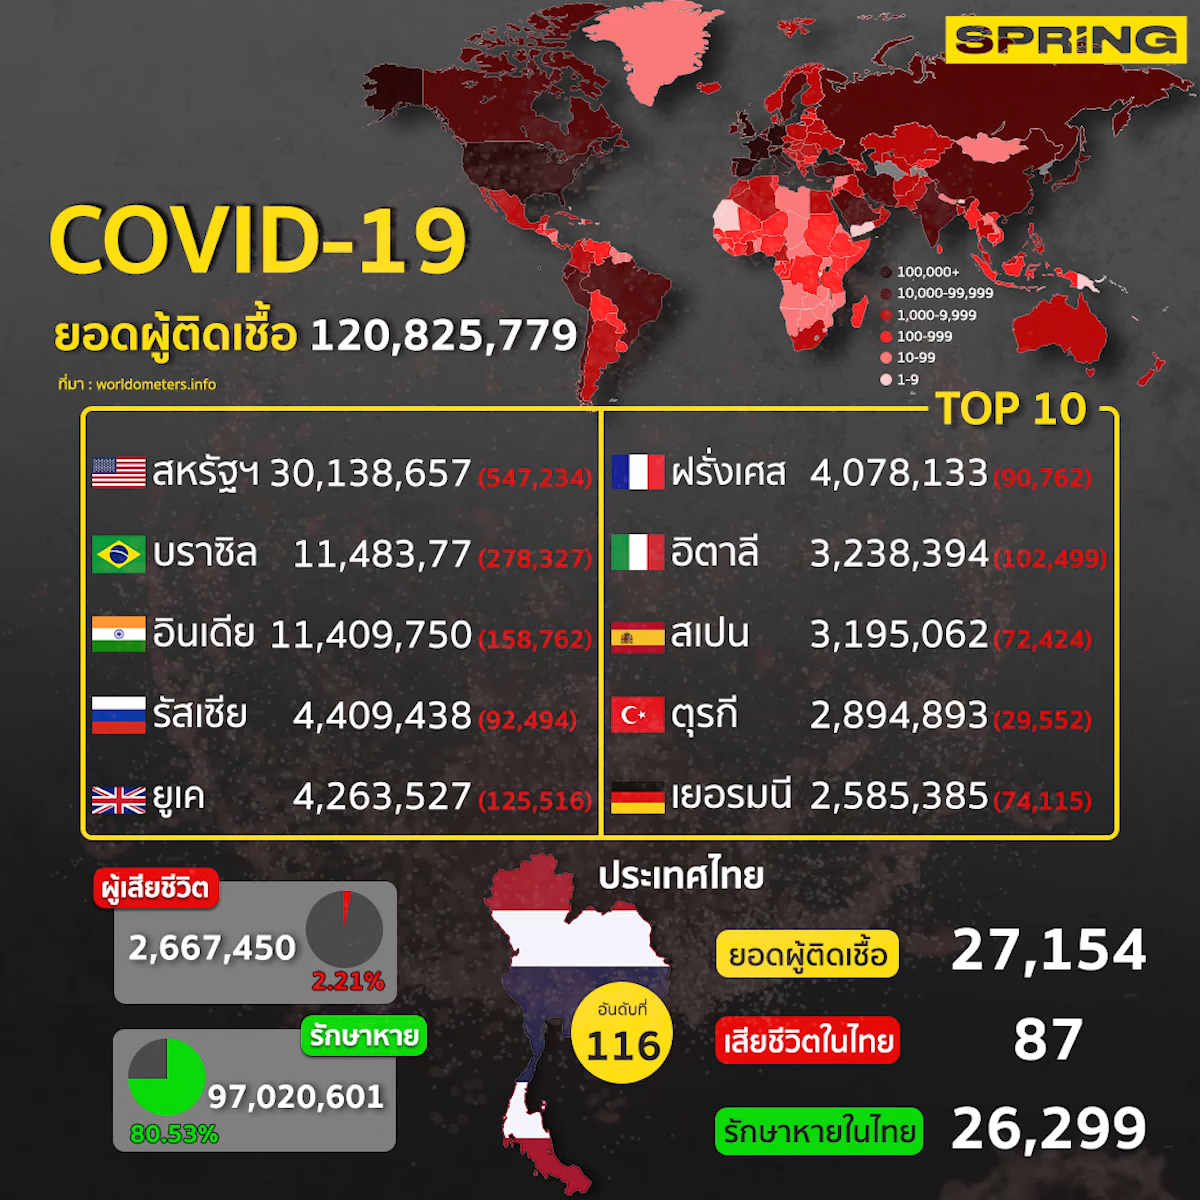 SPRiNG
COVID-19
ยอดผู้ติดเชื้อ 120,825,779
ที่มา : worldometers.info
100,000+
10,000-99,999
1,000-9,999
100-999
10-99
1-9
TOP 10
สหรัฐฯ 30,138,657 (547,234)
บราซิล 11,483,77 (278,327)
อินเดีย 11,409,750 (158,762)
รัสเซีย 4,409,438 (92,494)
ยูเค 4,263,527 (125,516)
ฝรั่งเศส 4,078,133 (90,762)
อิตาลี 3,238,394 (102,499)
สเปน 3,195,062 (72,424)
ตุรกี 2,894,893 (29,552)
เยอรมนี 2,585,385 (74,115)
ผู้เสียชีวิต
2,667,450
2.21%
รักษาหาย
97,020,601
80.53%
ประเทศไทย
อันดับที่
116
ยอดผู้ติดเชื้อ 27,154
เสียชีวิตในไทย 87
รักษาหายในไทย 26,299